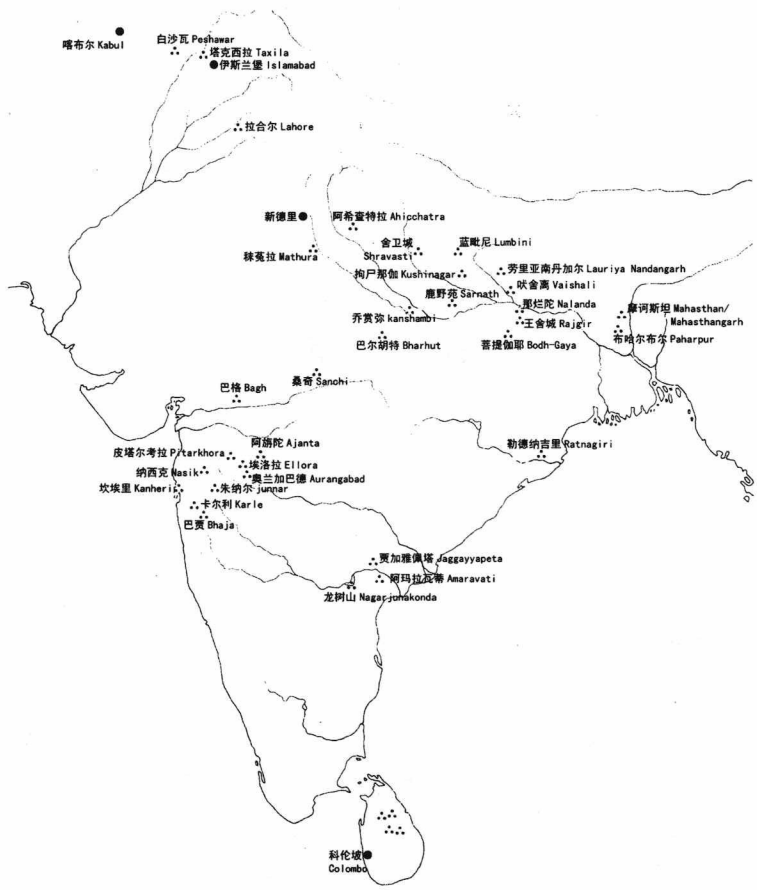 喀布尔 Kabul
白沙瓦 Peshawar
塔克西拉 Taxila
伊斯兰堡 Islamabad
拉合尔 Lahore
新德里
阿希查特拉 Ahicchatra
秣菟拉 Mathura
舍卫城
Shravasti
蓝毗尼 Lumbini
拘尸那伽 Kushinagar
劳里亚南丹加尔 Lauriya Nandangarh
吠舍离 Vaishali
鹿野苑 Sarnath
那烂陀 Nalanda
王舍城 Rajgir
摩诃斯坦 Mahasthan/
Mahasthangarh
乔赏弥 kanshambi
布哈尔布尔 Paharpur
巴尔胡特 Bharhut
菩提伽耶 Bodh-Gaya
桑奇 Sanchi
巴格 Bagh
阿旃陀 Ajanta
勒德纳吉里 Ratnagiri
皮塔尔考拉 Pitarkhora
埃洛拉 Ellora
纳西克 Nasik
奥兰加巴德 Aurangabad
坎埃里 Kanheri
朱纳尔 junnar
卡尔利 Karle
巴贾 Bhaja
贾加雅佩塔 Jaggayyapeta
阿玛拉瓦蒂 Amaravati
龙树山 Nagarjunakonda
科伦坡
Colombo